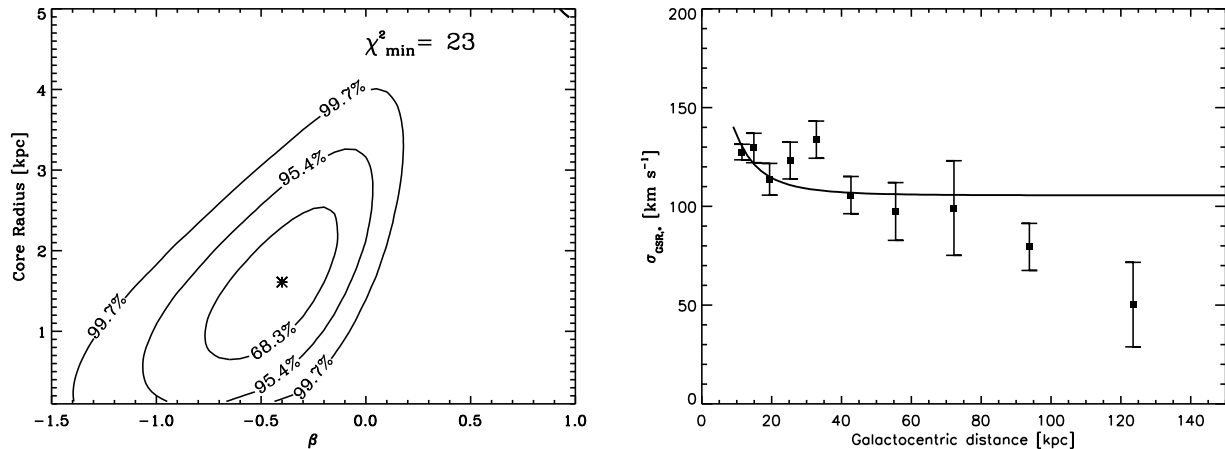 χ²min= 23
Core Radius [kpc]
5
4
3
2
1
99.7%
95.4%
68.3%
99.7%
95.4%
99.7%
-1.5 -1.0 -0.5 0.0 0.5 1.0
β
σGSR,* [km s⁻¹]
200
150
100
50
0
0 20 40 60 80 100 120 140
Galactocentric distance [kpc]